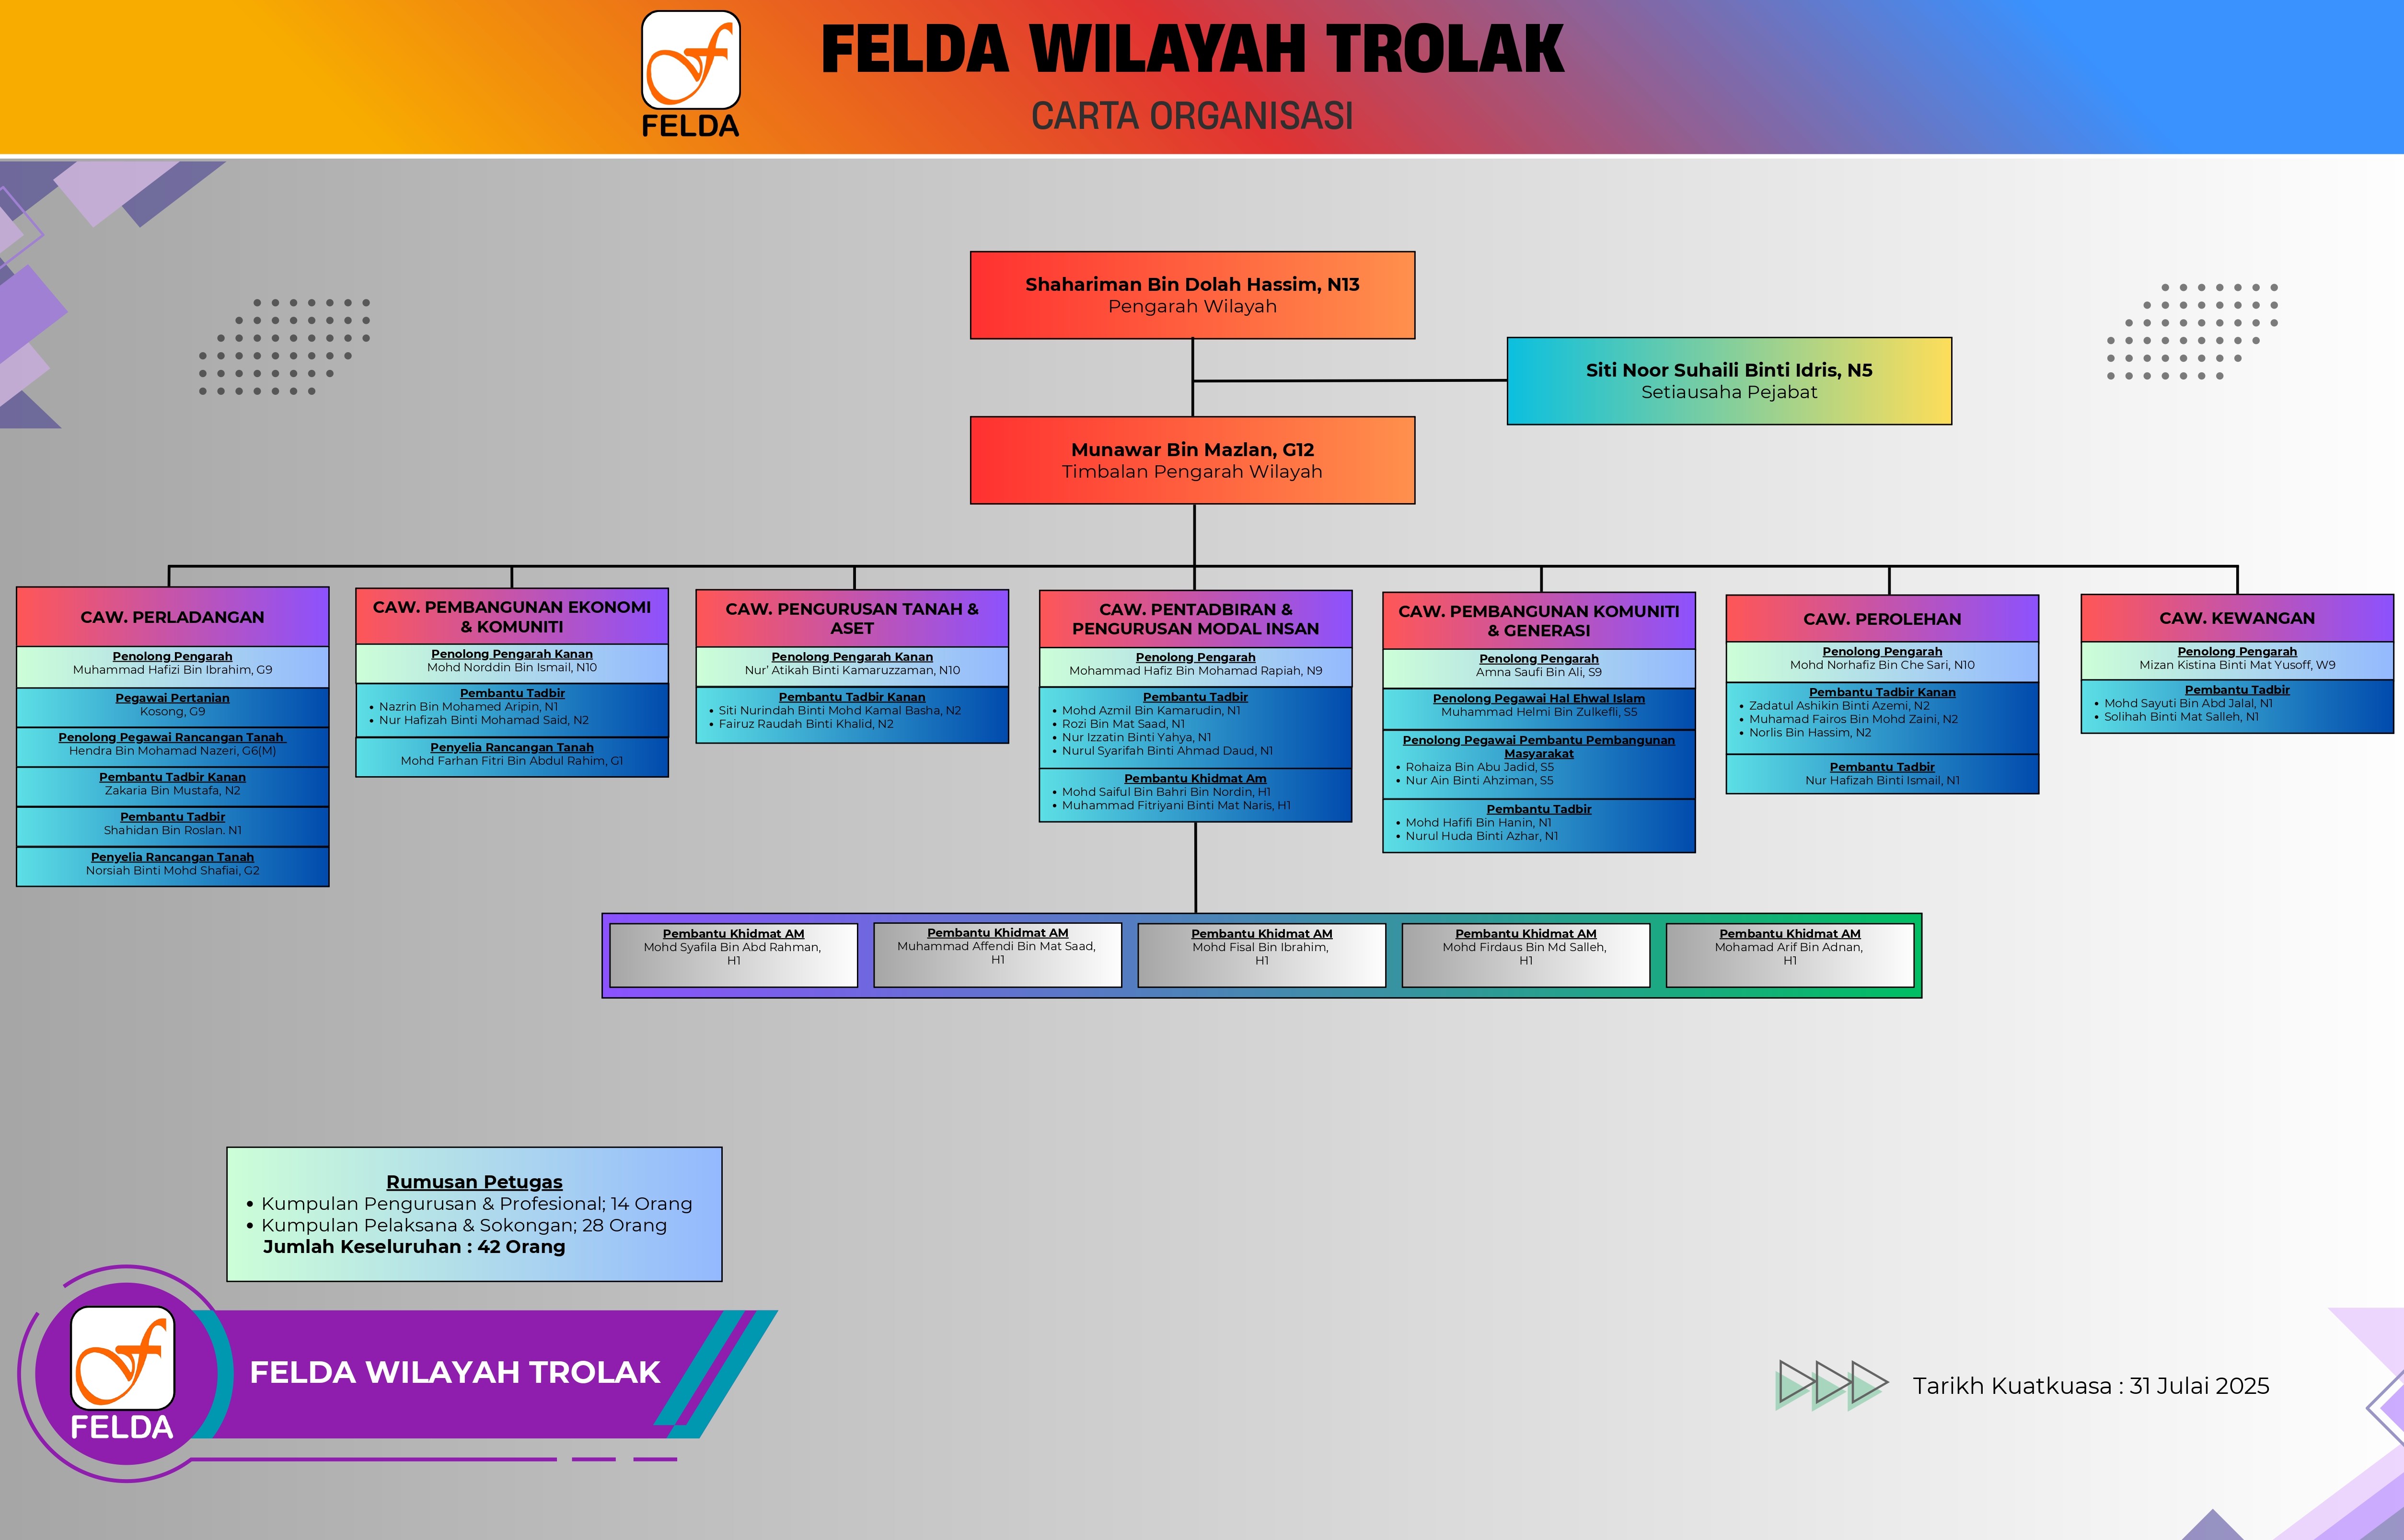 FELDA WILAYAH TROLAK
CARTA ORGANISASI
FELDA
Shahariman Bin Dolah Hassim, N13
Pengarah Wilayah
Siti Noor Suhaili Binti Idris, N5
Setiausaha Pejabat
Munawar Bin Mazlan, G12
Timbalan Pengarah Wilayah
CAW. PERLADANGAN
Penolong Pengarah
Muhammad Hafizi Bin Ibrahim, G9
Pegawai Pertanian
Kosong, G9
Penolong Pegawai Rancangan Tanah
Hendra Bin Mohamad Nazeri, G6(M)
Pembantu Tadbir Kanan
Zakaria Bin Mustafa, N2
Pembantu Tadbir
Shahidan Bin Roslan. N1
Penyelia Rancangan Tanah
Norsiah Binti Mohd Shafiai, G2
CAW. PEMBANGUNAN EKONOMI
& KOMUNITI
Penolong Pengarah Kanan
Mohd Norddin Bin Ismail, N10
Pembantu Tadbir
• Nazrin Bin Mohamed Aripin, N1
• Nur Hafizah Binti Mohamad Said, N2
Penyelia Rancangan Tanah
Mohd Farhan Fitri Bin Abdul Rahim, G1
CAW. PENGURUSAN TANAH &
ASET
Penolong Pengarah Kanan
Nur' Atikah Binti Kamaruzzaman, N10
Pembantu Tadbir Kanan
• Siti Nurindah Binti Mohd Kamal Basha, N2
• Fairuz Raudah Binti Khalid, N2
CAW. PENTADBIRAN &
PENGURUSAN MODAL INSAN
Penolong Pengarah
Mohammad Hafiz Bin Mohamad Rapiah, N9
Pembantu Tadbir
• Mohd Azmil Bin Kamarudin, N1
• Rozi Bin Mat Saad, N1
• Nur Izzatin Binti Yahya, N1
• Nurul Syarifah Binti Ahmad Daud, N1
Pembantu Khidmat Am
• Mohd Saiful Bin Bahri Bin Nordin, H1
• Muhammad Fitriyani Binti Mat Naris, H1
CAW. PEMBANGUNAN KOMUNITI
& GENERASI
Penolong Pengarah
Amna Saufi Bin Ali, S9
Penolong Pegawai Hal Ehwal Islam
Muhammad Helmi Bin Zulkefli, S5
Penolong Pegawai Pembantu Pembangunan
Masyarakat
• Rohaiza Bin Abu Jadid, S5
• Nur Ain Binti Ahziman, S5
Pembantu Tadbir
• Mohd Hafifi Bin Hanin, N1
• Nurul Huda Binti Azhar, N1
CAW. PEROLEHAN
Penolong Pengarah
Mohd Norhafiz Bin Che Sari, N10
Pembantu Tadbir Kanan
• Zadatul Ashikin Binti Azemi, N2
• Muhamad Fairos Bin Mohd Zaini, N2
• Norlis Bin Hassim, N2
Pembantu Tadbir
Nur Hafizah Binti Ismail, N1
CAW. KEWANGAN
Penolong Pengarah
Mizan Kistina Binti Mat Yusoff, W9
Pembantu Tadbir
• Mohd Sayuti Bin Abd Jalal, N1
• Solihah Binti Mat Salleh, N1
Pembantu Khidmat AM
Mohd Syafila Bin Abd Rahman,
H1
Pembantu Khidmat AM
Muhammad Affendi Bin Mat Saad,
H1
Pembantu Khidmat AM
Mohd Fisal Bin Ibrahim,
H1
Pembantu Khidmat AM
Mohd Firdaus Bin Md Salleh,
H1
Pembantu Khidmat AM
Mohamad Arif Bin Adnan,
H1
Rumusan Petugas
• Kumpulan Pengurusan & Profesional; 14 Orang
• Kumpulan Pelaksana & Sokongan; 28 Orang
Jumlah Keseluruhan : 42 Orang
FELDA
FELDA WILAYAH TROLAK
Tarikh Kuatkuasa : 31 Julai 2025